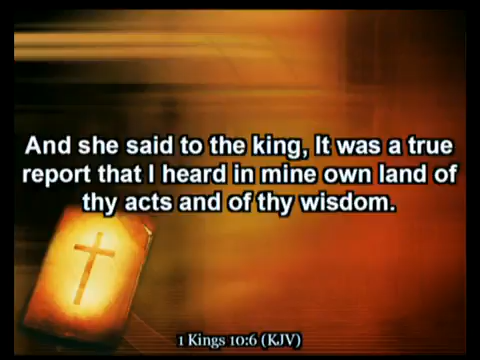 And she said to the king, It was a true
report that I heard in mine own land of
thy acts and of thy wisdom.
1 Kings 10:6 (KJV)